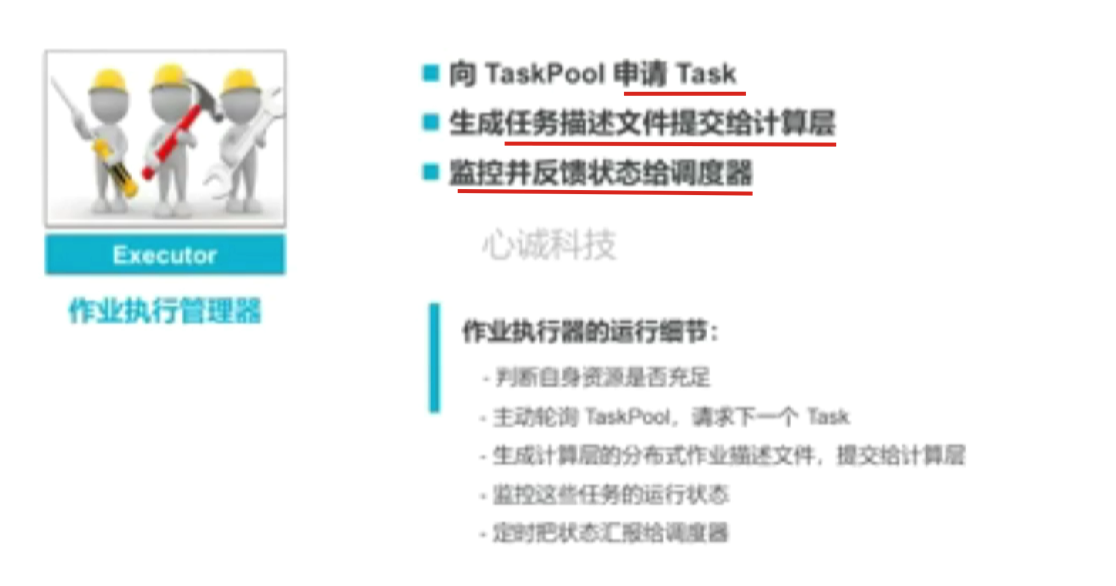 向 TaskPool 申请 Task
生成任务描述文件提交给计算层
监控并反馈状态给调度器
心诚科技
Executor
作业执行管理器
作业执行器的运行细节：
- 判断自身资源是否充足
- 主动轮询 TaskPool，请求下一个 Task
- 生成计算层的分布式作业描述文件，提交给计算层
- 监控这些任务的运行状态
- 定时把状态汇报给调度器